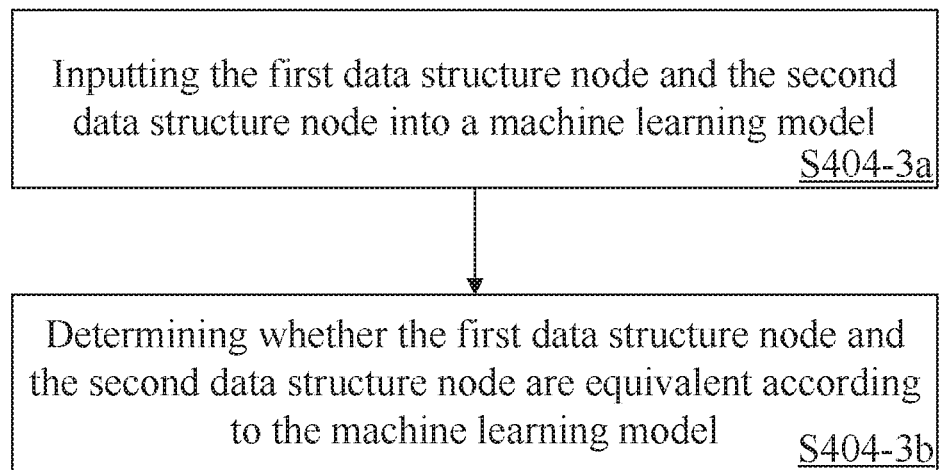 Inputting the first data structure node and the second
data structure node into a machine learning model
S404-3a
Determining whether the first data structure node and
the second data structure node are equivalent according
to the machine learning model
S404-3b